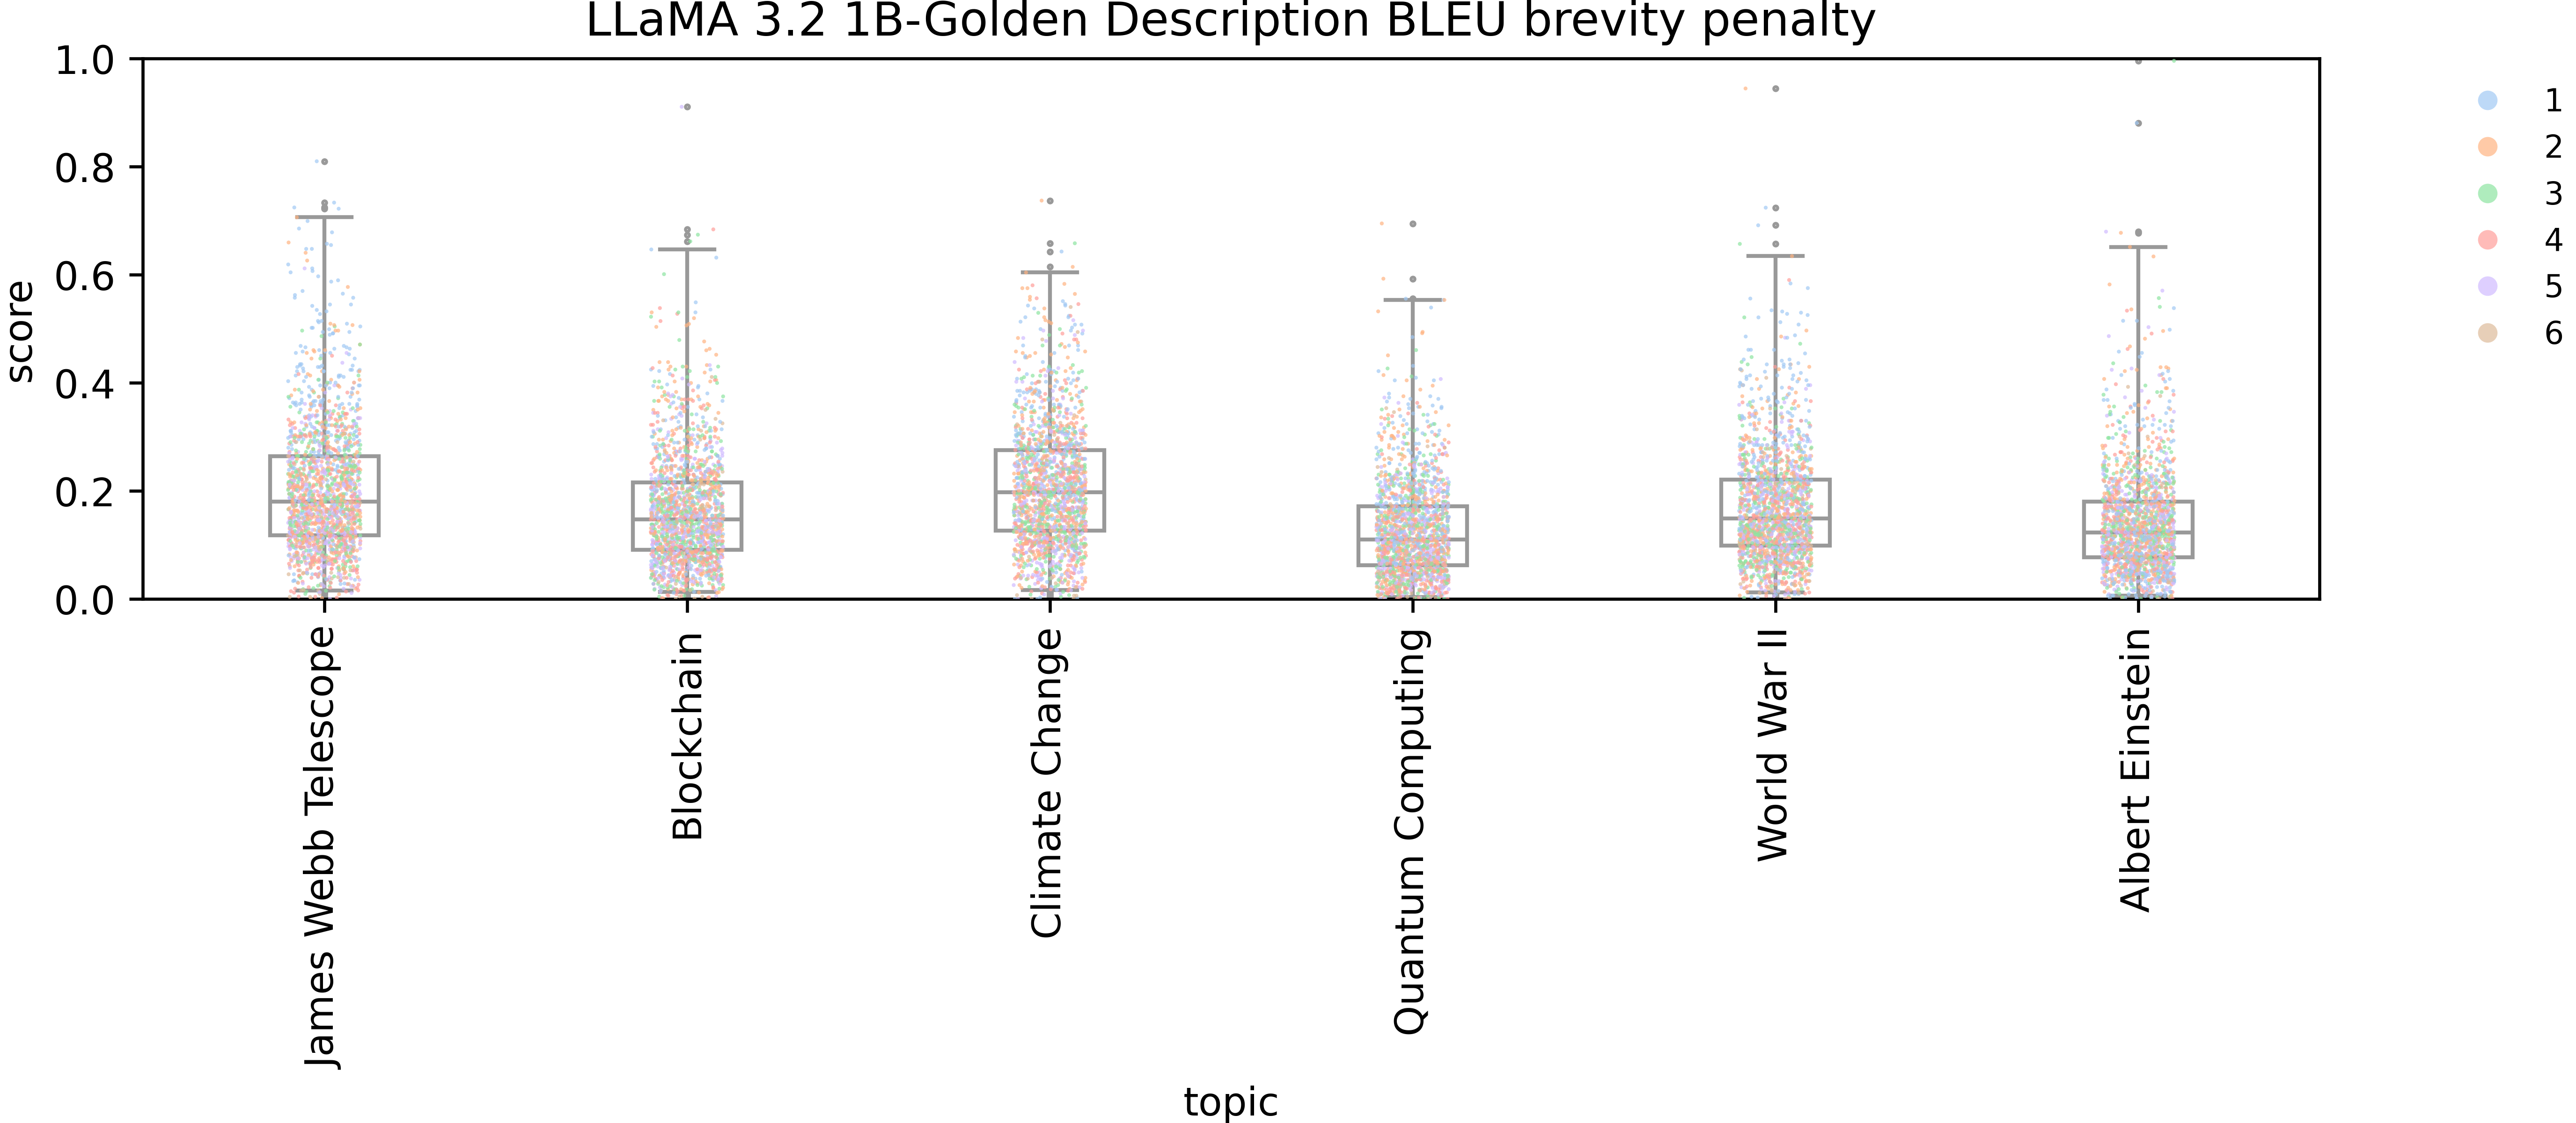 LLaMA 3.2 1B-Golden Description BLEU brevity penalty
1.0
0.8
0.6
0.4
0.2
0.0
score
James Webb Telescope
Blockchain
Climate Change
Quantum Computing
World War II
Albert Einstein
topic
1
2
3
4
5
6